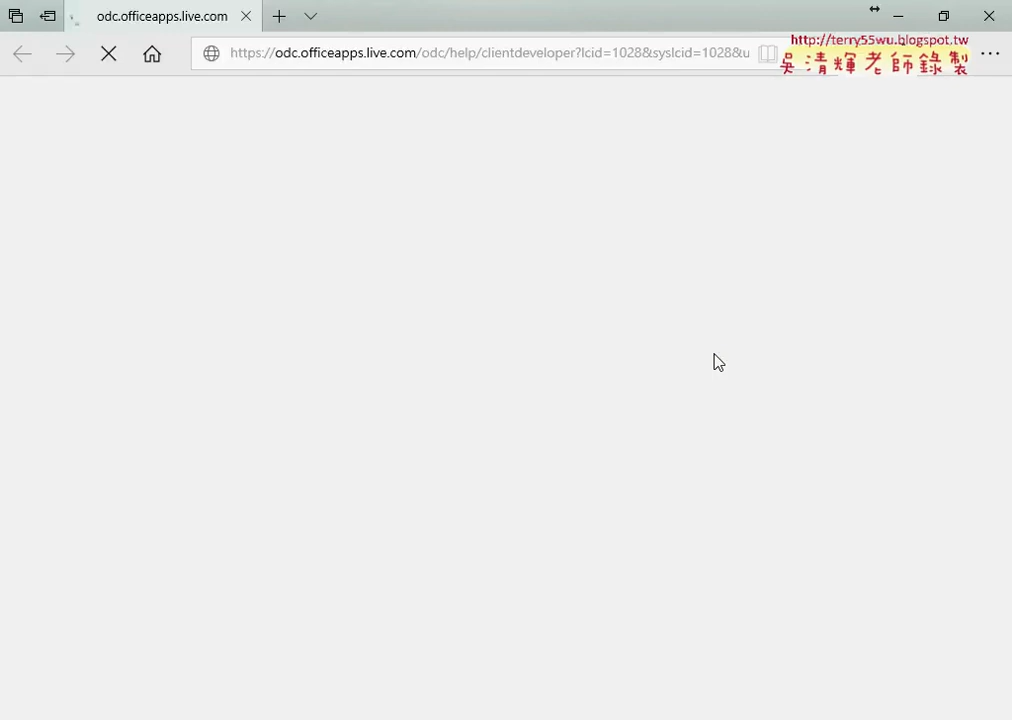 odc.officeapps.live.com
https://odc.officeapps.live.com/odc/help/clientdeveloper?lcid=1028&syslcid=1028&u
http://terry55wu.blogspot.tw
吳清輝老師錄製